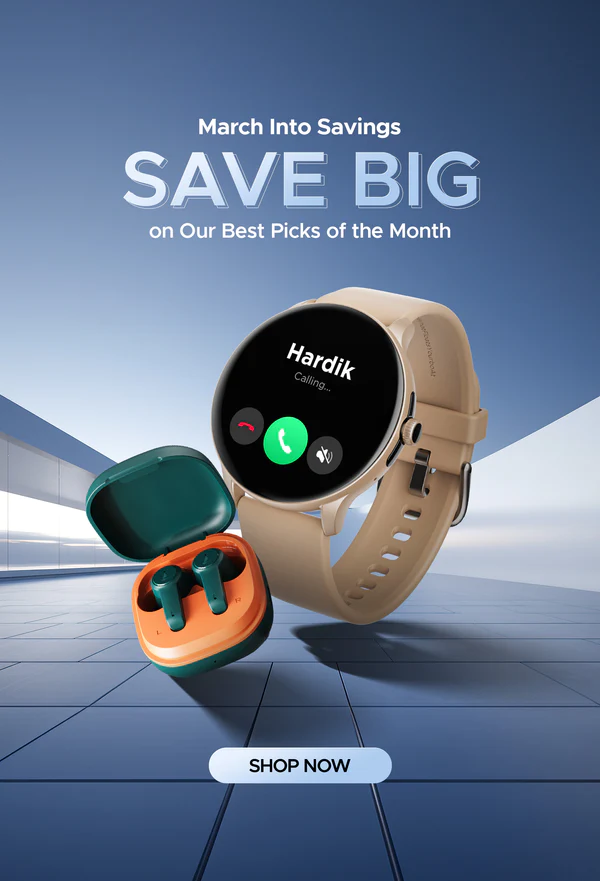 March Into Savings
SAVE BIG
on Our Best Picks of the Month
Hardik
Calling...
L
R
SHOP NOW